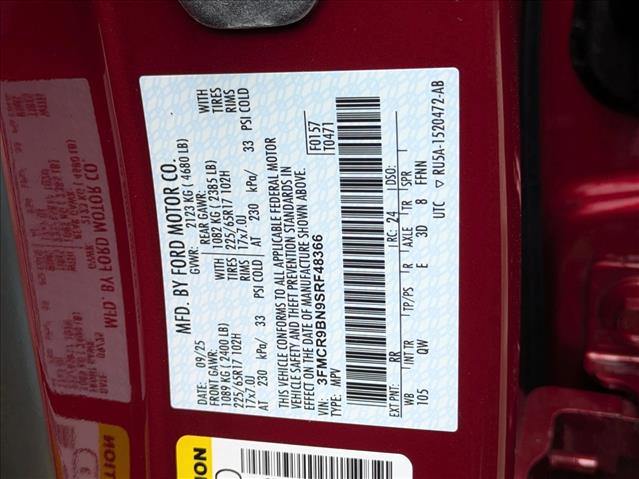 MFD. BY FORD MOTOR CO.
09/25
GVWR: 2123 KG ( 4680 LB)
FRONT GAWR: REAR GAWR:
1089 KG ( 2400 LB) 1082 KG ( 2385 LB) WITH
225/65R17 102H 225/65R17 102H TIRES
17x7.0J 17x7.0J RIMS
AT 230 kPa/ 33 PSI COLD AT 230 kPa/ 33 PSI COLD
WITH
TIRES
RIMS
THIS VEHICLE CONFORMS TO ALL APPLICABLE FEDERAL MOTOR
VEHICLE SAFETY AND THEFT PREVENTION STANDARDS IN
EFFECT ON THE DATE OF MANUFACTURE SHOWN ABOVE.
VIN: 3FMCR9BN9SRF48366
TYPE: MPV
F0157
T0471
EXT PNT: RR RC: 24 DSO:
WB INT TR TP/PS R AXLE TR SPR
105 QW E 3D 8 FFNN
UTC ▽ RU5A-1520472-AB